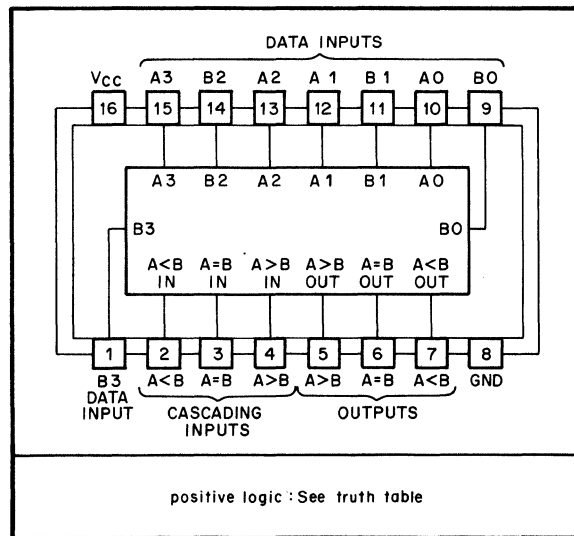 DATA INPUTS
VCC A3 B2 A2 A1 B1 A0 B0
16 15 14 13 12 11 10 9
A3 B2 A2 A1 B1 A0
B3 B0
A<B A=B A>B A>B A=B A<B
IN IN IN OUT OUT OUT
1 2 3 4 5 6 7 8
B3 A<B A=B A>B A>B A=B A<B GND
DATA INPUT
CASCADING INPUTS
OUTPUTS
positive logic : See truth table